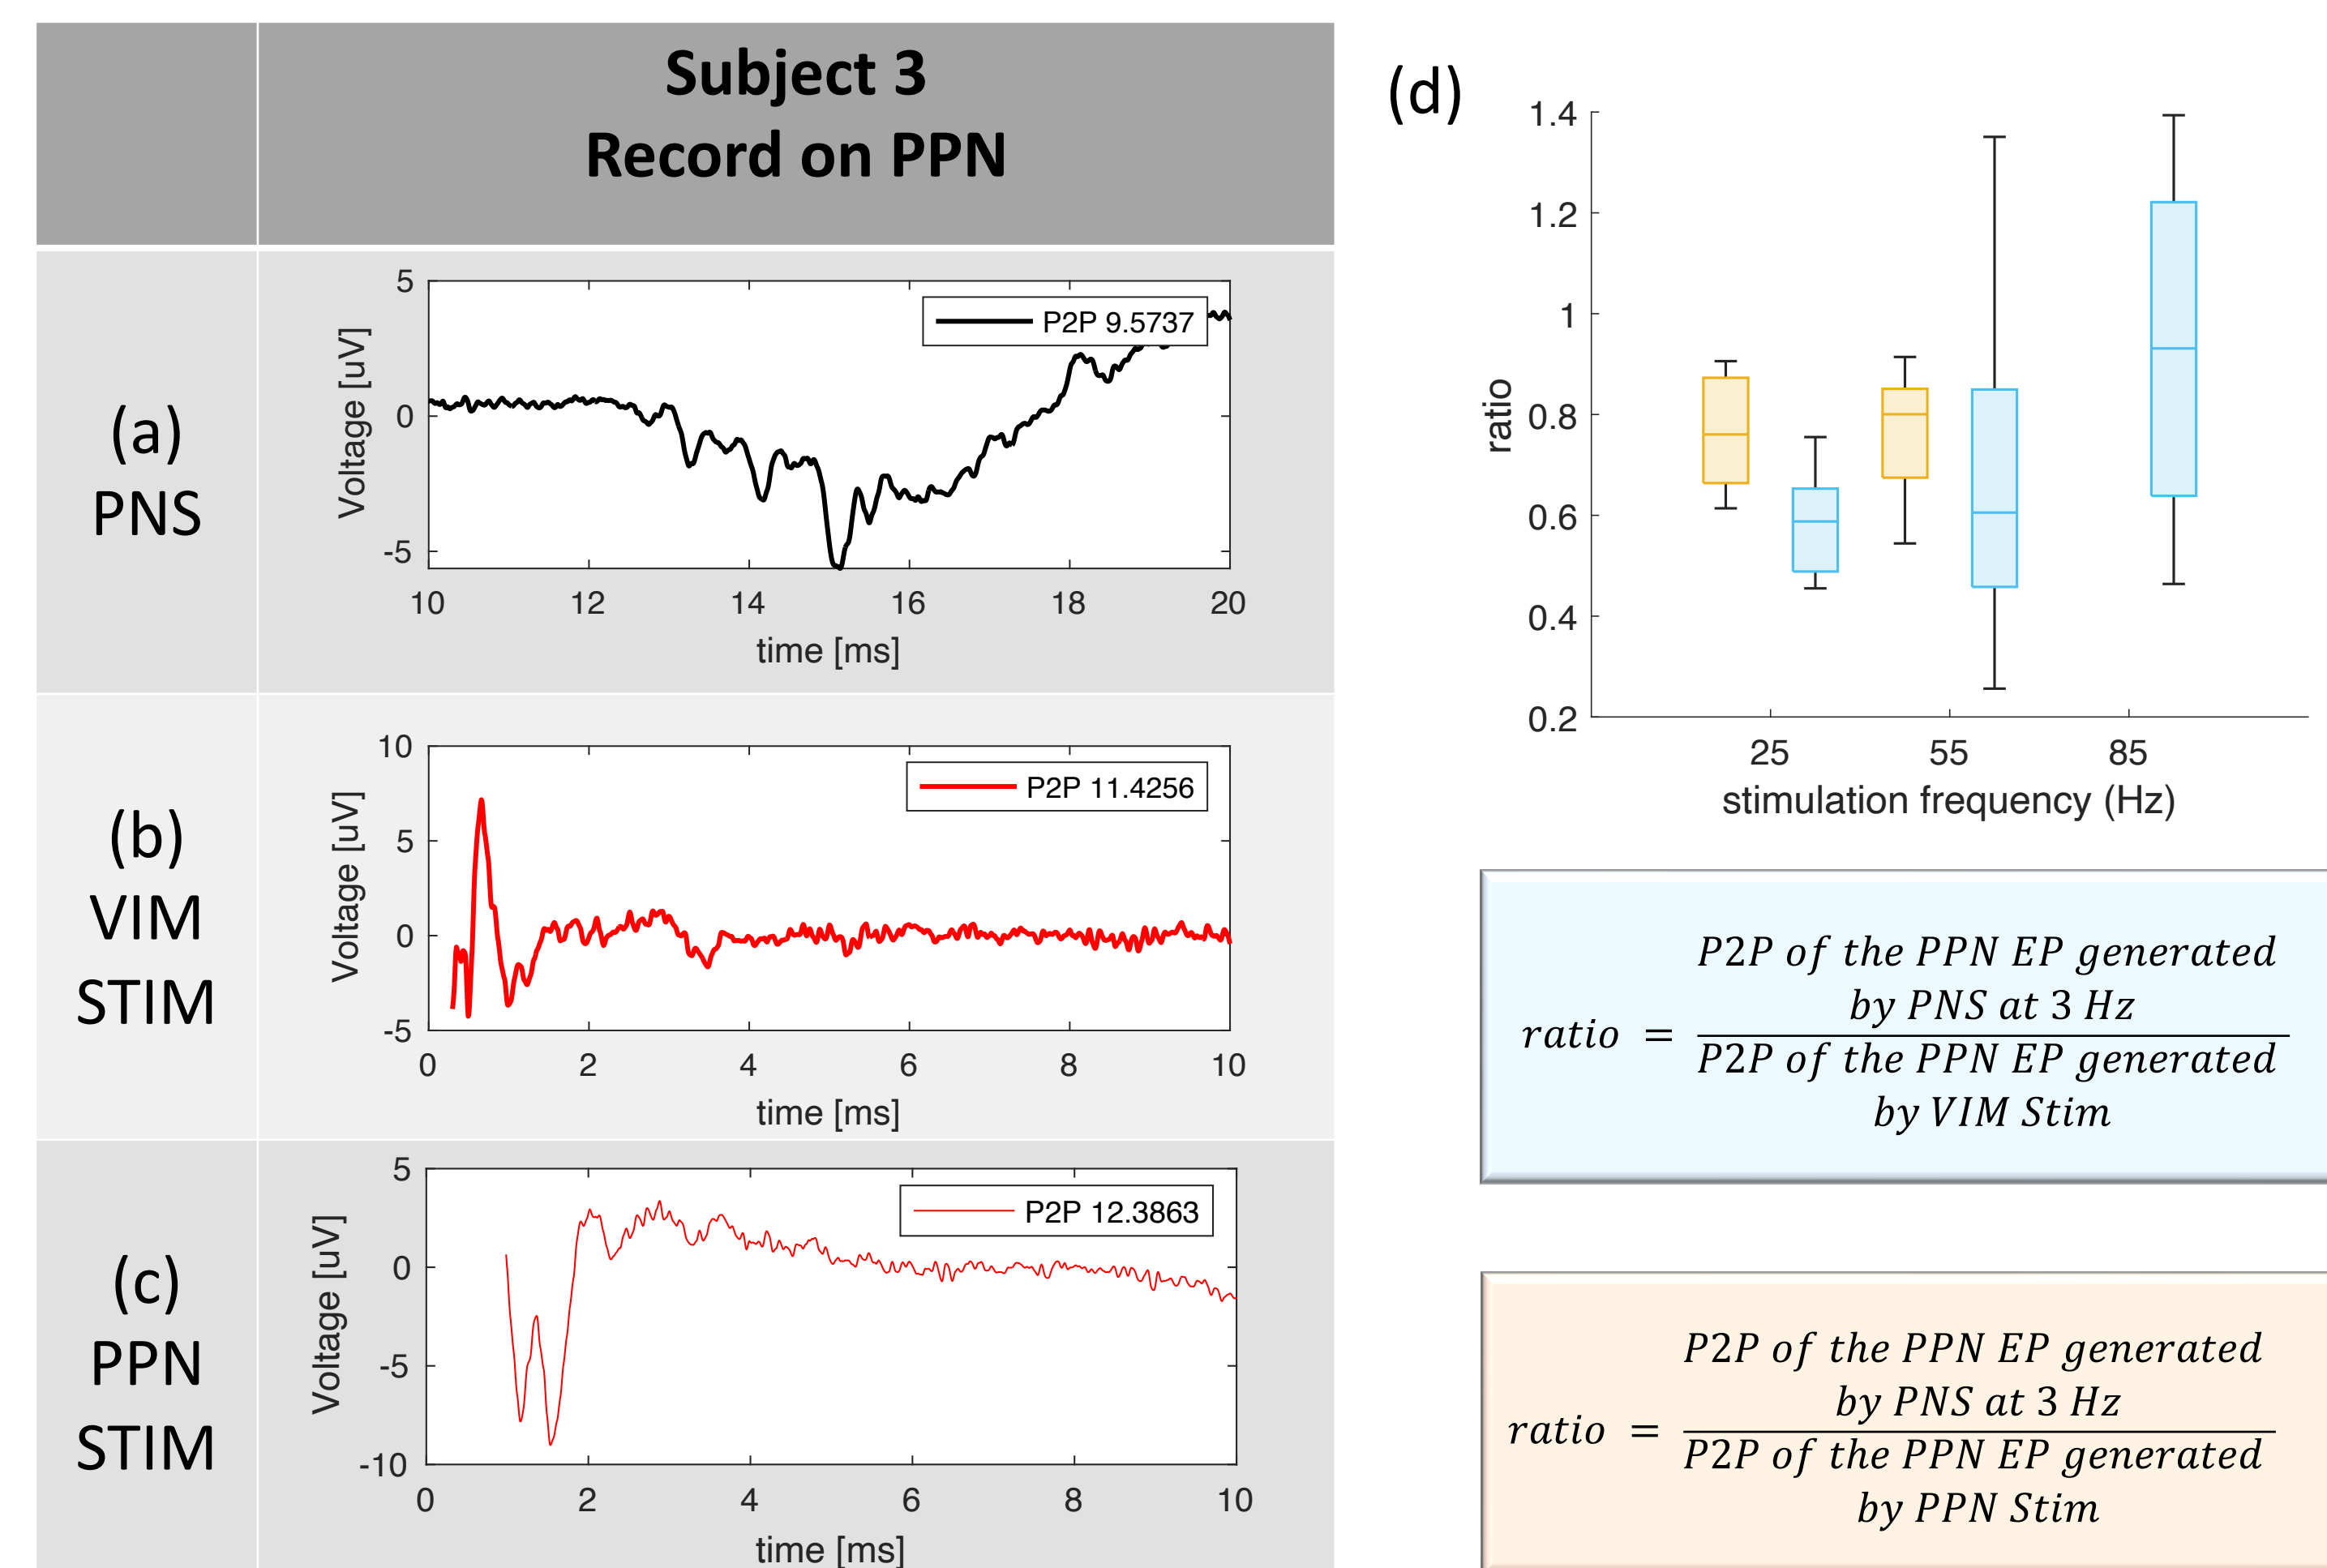 Subject 3
Record on PPN
(a)
PNS
5
0
-5
Voltage [uV]
P2P 9.5737
10 12 14 16 18 20
time [ms]
(b)
VIM
STIM
10
5
0
-5
Voltage [uV]
P2P 11.4256
0 2 4 6 8 10
time [ms]
(c)
PPN
STIM
5
0
-5
-10
Voltage [uV]
P2P 12.3863
0 2 4 6 8 10
time [ms]
(d)
1.4
1.2
1
0.8
0.6
0.4
0.2
ratio
25 55 85
stimulation frequency (Hz)
P2P of the PPN EP generated
by PNS at 3 Hz
ratio =
P2P of the PPN EP generated
by VIM Stim
P2P of the PPN EP generated
by PNS at 3 Hz
ratio =
P2P of the PPN EP generated
by PPN Stim